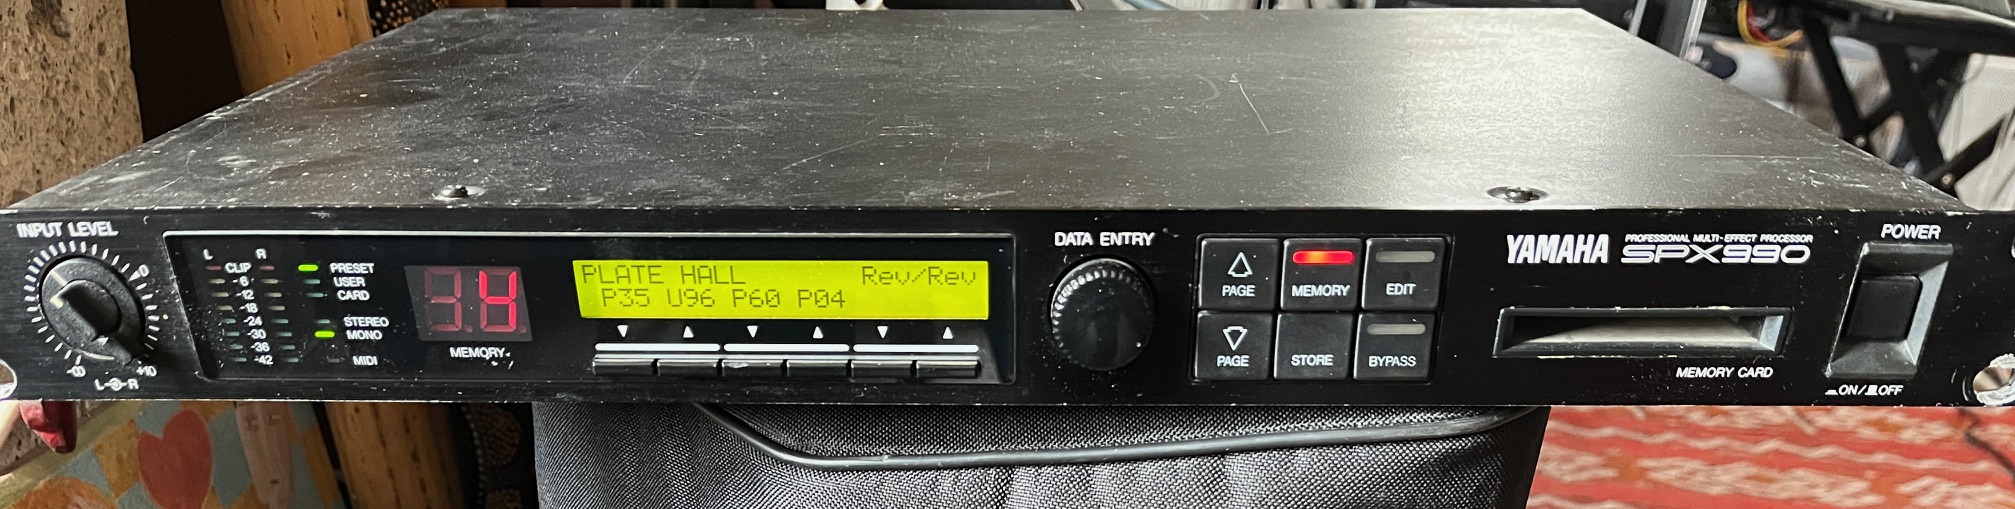 INPUT LEVEL
0
-∞
+10
L R
L R
CLIP
-6
-12
-18
-24
-30
-36
-42
PRESET
USER
CARD
STEREO
MONO
MIDI
4
MEMORY
PLATE HALL Rev/Rev
P35 U96 P60 P04
DATA ENTRY
PAGE
MEMORY
EDIT
PAGE
STORE
BYPASS
YAMAHA
PROFESSIONAL MULTI-EFFECT PROCESSOR
SPX990
MEMORY CARD
POWER
ON/OFF